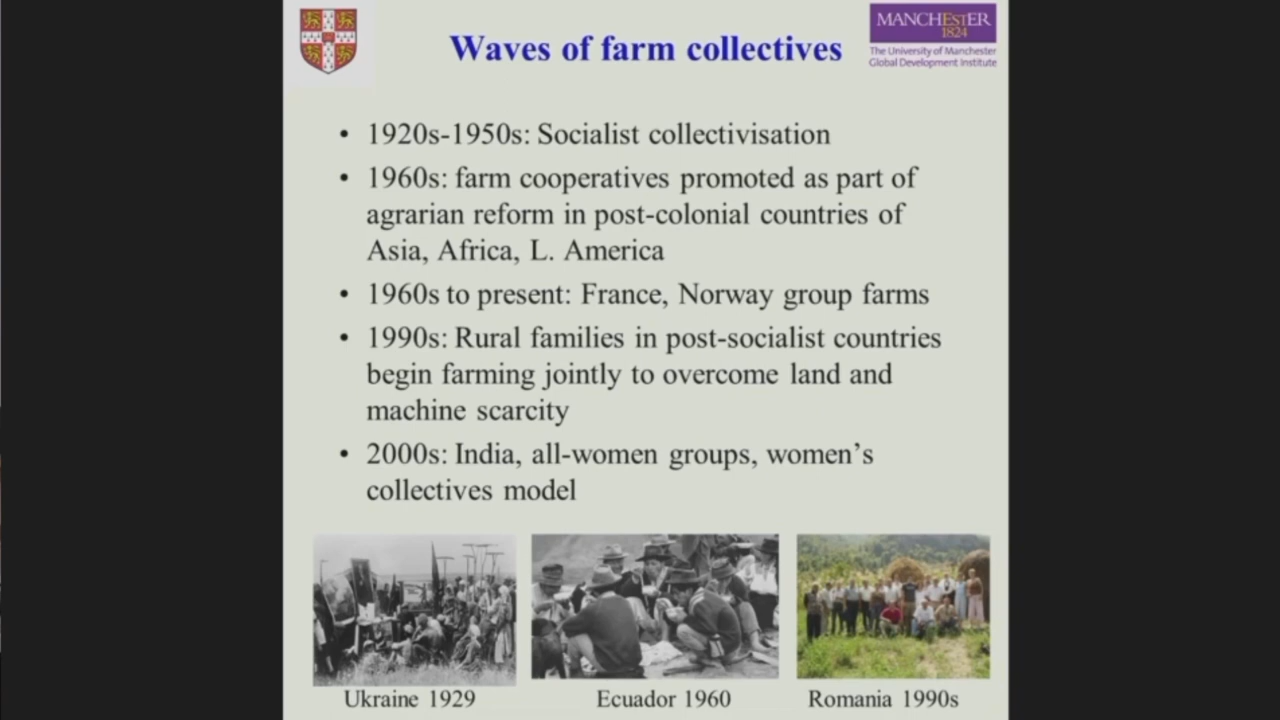 MANCHESTER
1824
The University of Manchester
Global Development Institute
Waves of farm collectives
• 1920s-1950s: Socialist collectivisation
• 1960s: farm cooperatives promoted as part of
agrarian reform in post-colonial countries of
Asia, Africa, L. America
• 1960s to present: France, Norway group farms
• 1990s: Rural families in post-socialist countries
begin farming jointly to overcome land and
machine scarcity
• 2000s: India, all-women groups, women's
collectives model
Ukraine 1929
Ecuador 1960
Romania 1990s